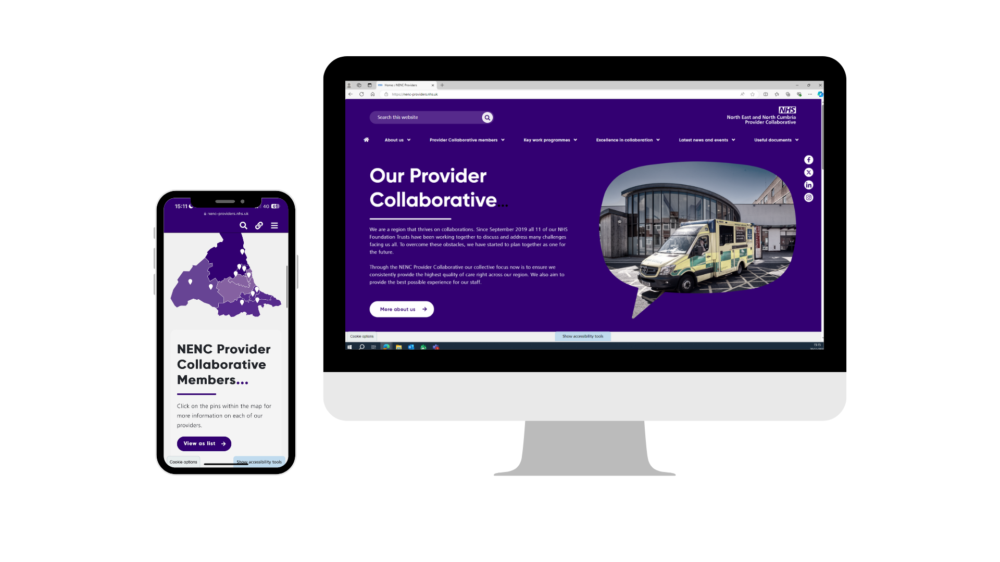 15:11
4G 61
nenc-providers.nhs.uk
NENC Provider
Collaborative
Members...
Click on the pins within the map for
more information on each of our
providers.
View as list
Cookie options
Show accessibility tools
Home :: NENC Providers
https://nenc-providers.nhs.uk
Search this website
NHS
North East and North Cumbria
Provider Collaborative
About us
Provider Collaborative members
Key work programmes
Excellence in collaboration
Latest news and events
Useful documents
Our Provider
Collaborative...
We are a region that thrives on collaborations. Since September 2019 all 11 of our NHS
Foundation Trusts have been working together to discuss and address many challenges
facing us all. To overcome these obstacles, we have started to plan together as one for
the future.
Through the NENC Provider Collaborative our collective focus now is to ensure we
consistently provide the highest quality of care right across our region. We also aim to
provide the best possible experience for our staff.
More about us
Cookie options
Show accessibility tools
15:15